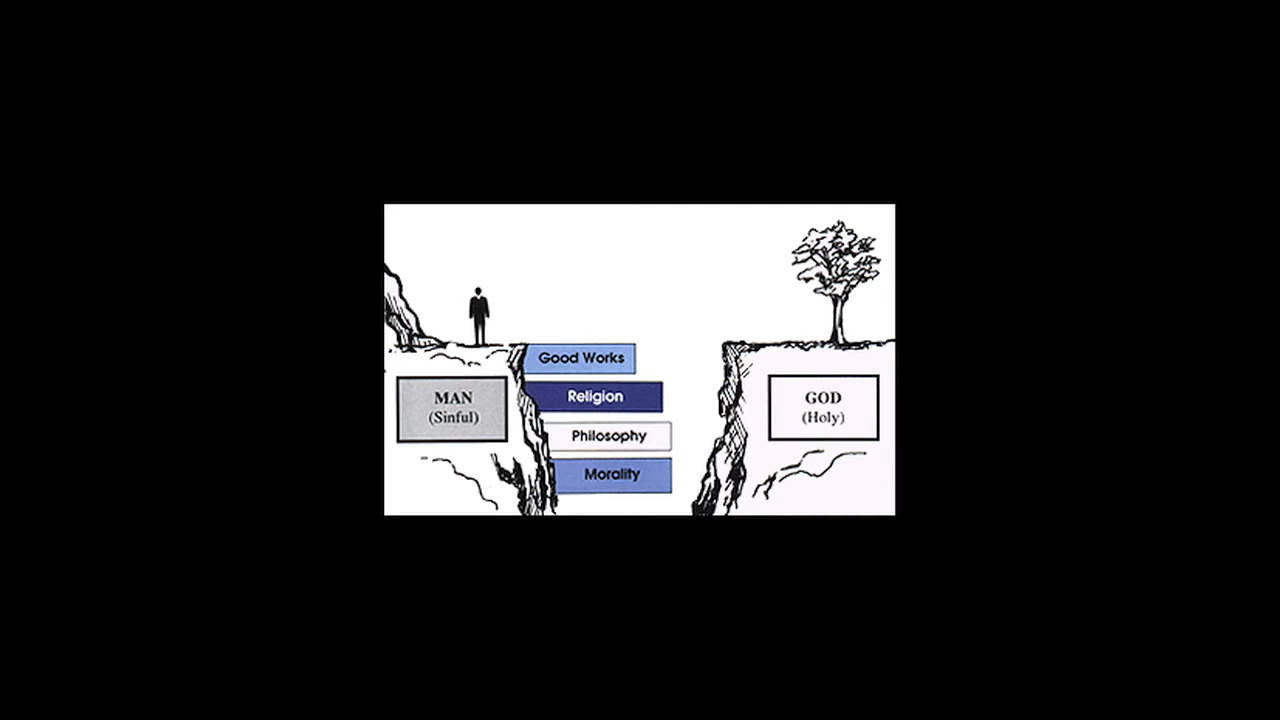 Good Works
Religion
Philosophy
Morality
MAN
(Sinful)
GOD
(Holy)